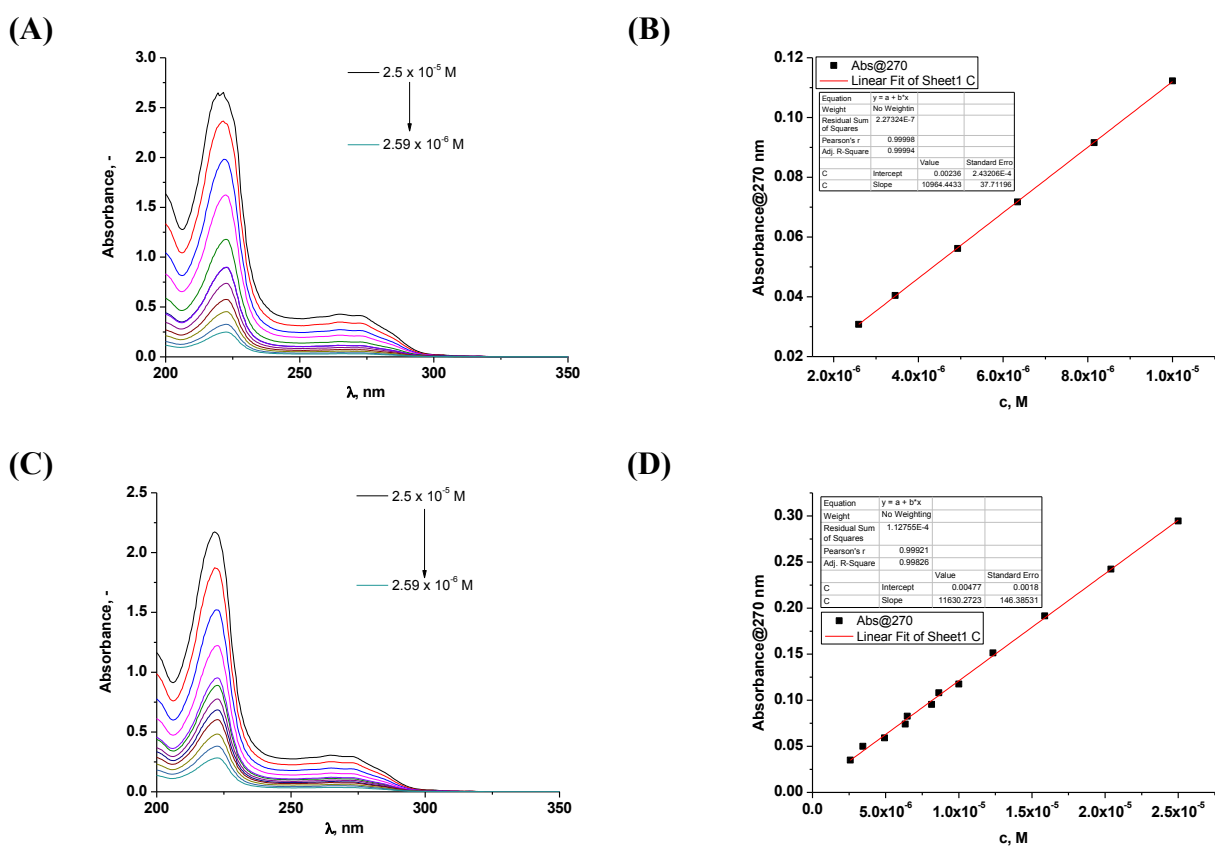 (A)
3.0
2.5
2.0
1.5
1.0
0.5
0.0
Absorbance, -
200 250 300 350
λ, nm
2.5 x 10⁻⁵ M
2.59 x 10⁻⁶ M
(B)
0.12
0.10
0.08
0.06
0.04
0.02
Absorbance@270 nm
2.0x10⁻⁶ 4.0x10⁻⁶ 6.0x10⁻⁶ 8.0x10⁻⁶ 1.0x10⁻⁵
c, M
Abs@270
Linear Fit of Sheet1 C
Equation y = a + b*x
Weight No Weightin
Residual Sum of Squares 2.27324E-7
Pearson's r 0.99998
Adj. R-Square 0.99994
Value Standard Erro
C Intercept 0.00236 2.43206E-4
C Slope 10964.4433 37.71196
(C)
2.5
2.0
1.5
1.0
0.5
0.0
Absorbance, -
200 250 300 350
λ, nm
2.5 x 10⁻⁵ M
2.59 x 10⁻⁶ M
(D)
0.30
0.25
0.20
0.15
0.10
0.05
0.00
Absorbance@270 nm
0.0 5.0x10⁻⁶ 1.0x10⁻⁵ 1.5x10⁻⁵ 2.0x10⁻⁵ 2.5x10⁻⁵
c, M
Equation y = a + b*x
Weight No Weighting
Residual Sum of Squares 1.12755E-4
Pearson's r 0.99921
Adj. R-Square 0.99826
Value Standard Erro
C Intercept 0.00477 0.0018
C Slope 11630.2723 146.38531
Abs@270
Linear Fit of Sheet1 C